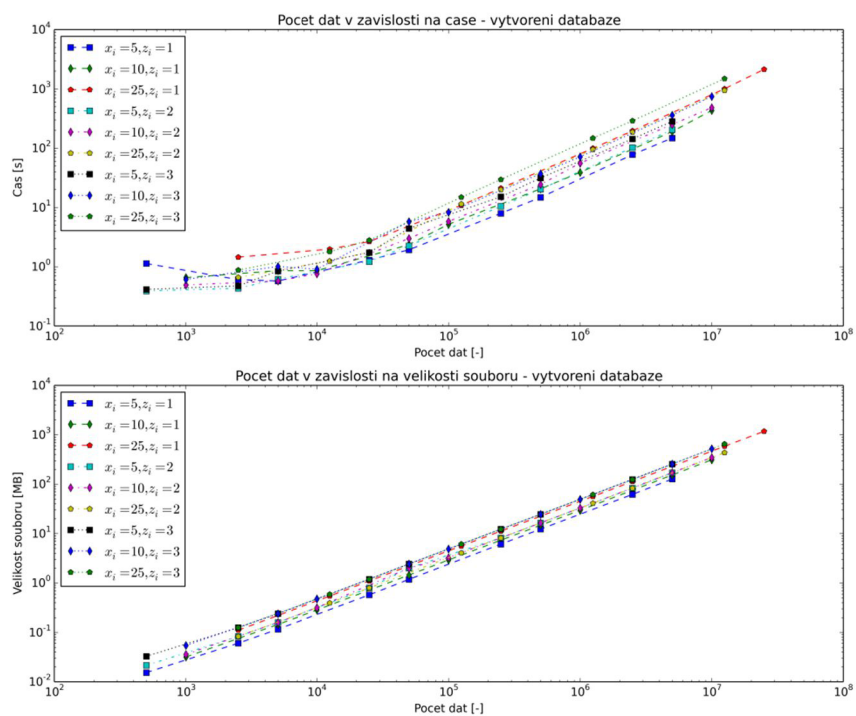 Pocet dat v zavislosti na case - vytvoreni databaze
10^4
10^3
10^2
10^1
10^0
10^-1
Cas [s]
x_i=5,z_i=1
x_i=10,z_i=1
x_i=25,z_i=1
x_i=5,z_i=2
x_i=10,z_i=2
x_i=25,z_i=2
x_i=5,z_i=3
x_i=10,z_i=3
x_i=25,z_i=3
10^2 10^3 10^4 10^5 10^6 10^7 10^8
Pocet dat [-]
Pocet dat v zavislosti na velikosti souboru - vytvoreni databaze
10^4
10^3
10^2
10^1
10^0
10^-1
10^-2
Velikost souboru [MB]
x_i=5,z_i=1
x_i=10,z_i=1
x_i=25,z_i=1
x_i=5,z_i=2
x_i=10,z_i=2
x_i=25,z_i=2
x_i=5,z_i=3
x_i=10,z_i=3
x_i=25,z_i=3
10^2 10^3 10^4 10^5 10^6 10^7 10^8
Pocet dat [-]